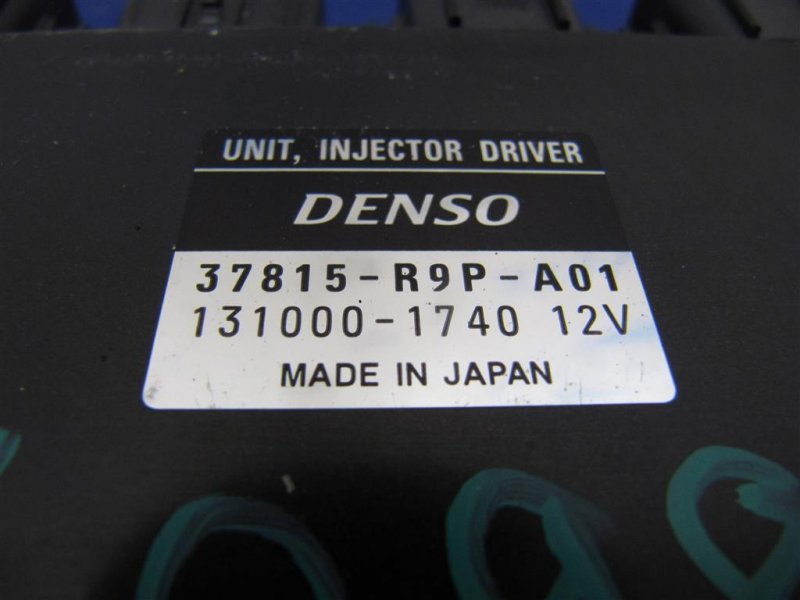 UNIT, INJECTOR DRIVER
DENSO
37815-R9P-A01
131000-1740 12V
MADE IN JAPAN